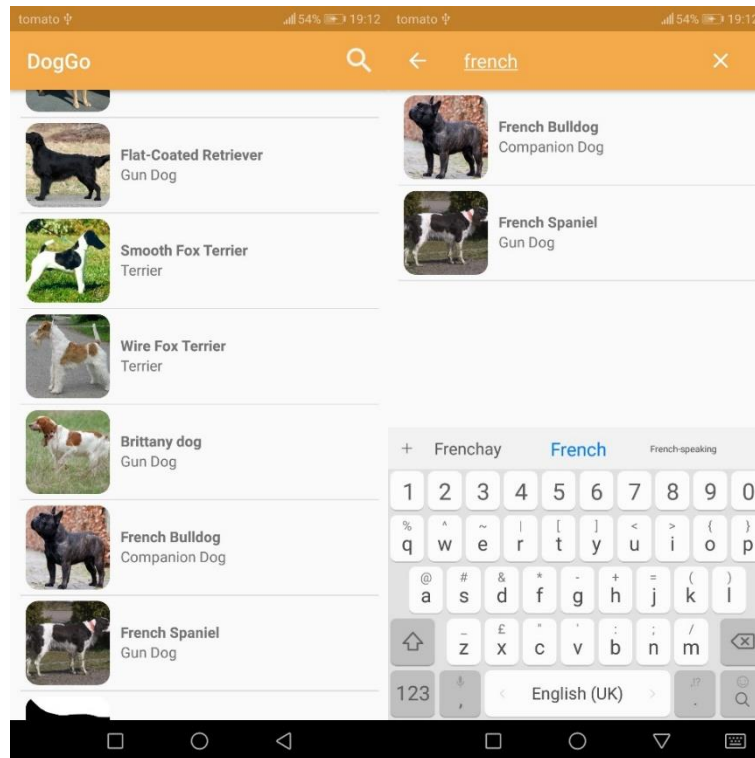 tomato 54% 19:12
DogGo
Flat-Coated Retriever
Gun Dog
Smooth Fox Terrier
Terrier
Wire Fox Terrier
Terrier
Brittany dog
Gun Dog
French Bulldog
Companion Dog
French Spaniel
Gun Dog
tomato 54% 19:12
french
French Bulldog
Companion Dog
French Spaniel
Gun Dog
+ Frenchay French French-speaking
1 2 3 4 5 6 7 8 9 0
% ^ ~ | [ ] < > { }
q w e r t y u i o p
@ # & * - + = ( )
a s d f g h j k l
_ £ " ' : ; /
z x c v b n m
!?
123 , English (UK) .